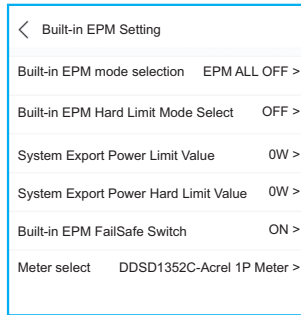 Built-in EPM Setting
Built-in EPM mode selection EPM ALL OFF >
Built-in EPM Hard Limit Mode Select OFF >
System Export Power Limit Value 0W >
System Export Power Hard Limit Value 0W >
Built-in EPM FailSafe Switch ON >
Meter select DDSD1352C-Acrel 1P Meter >